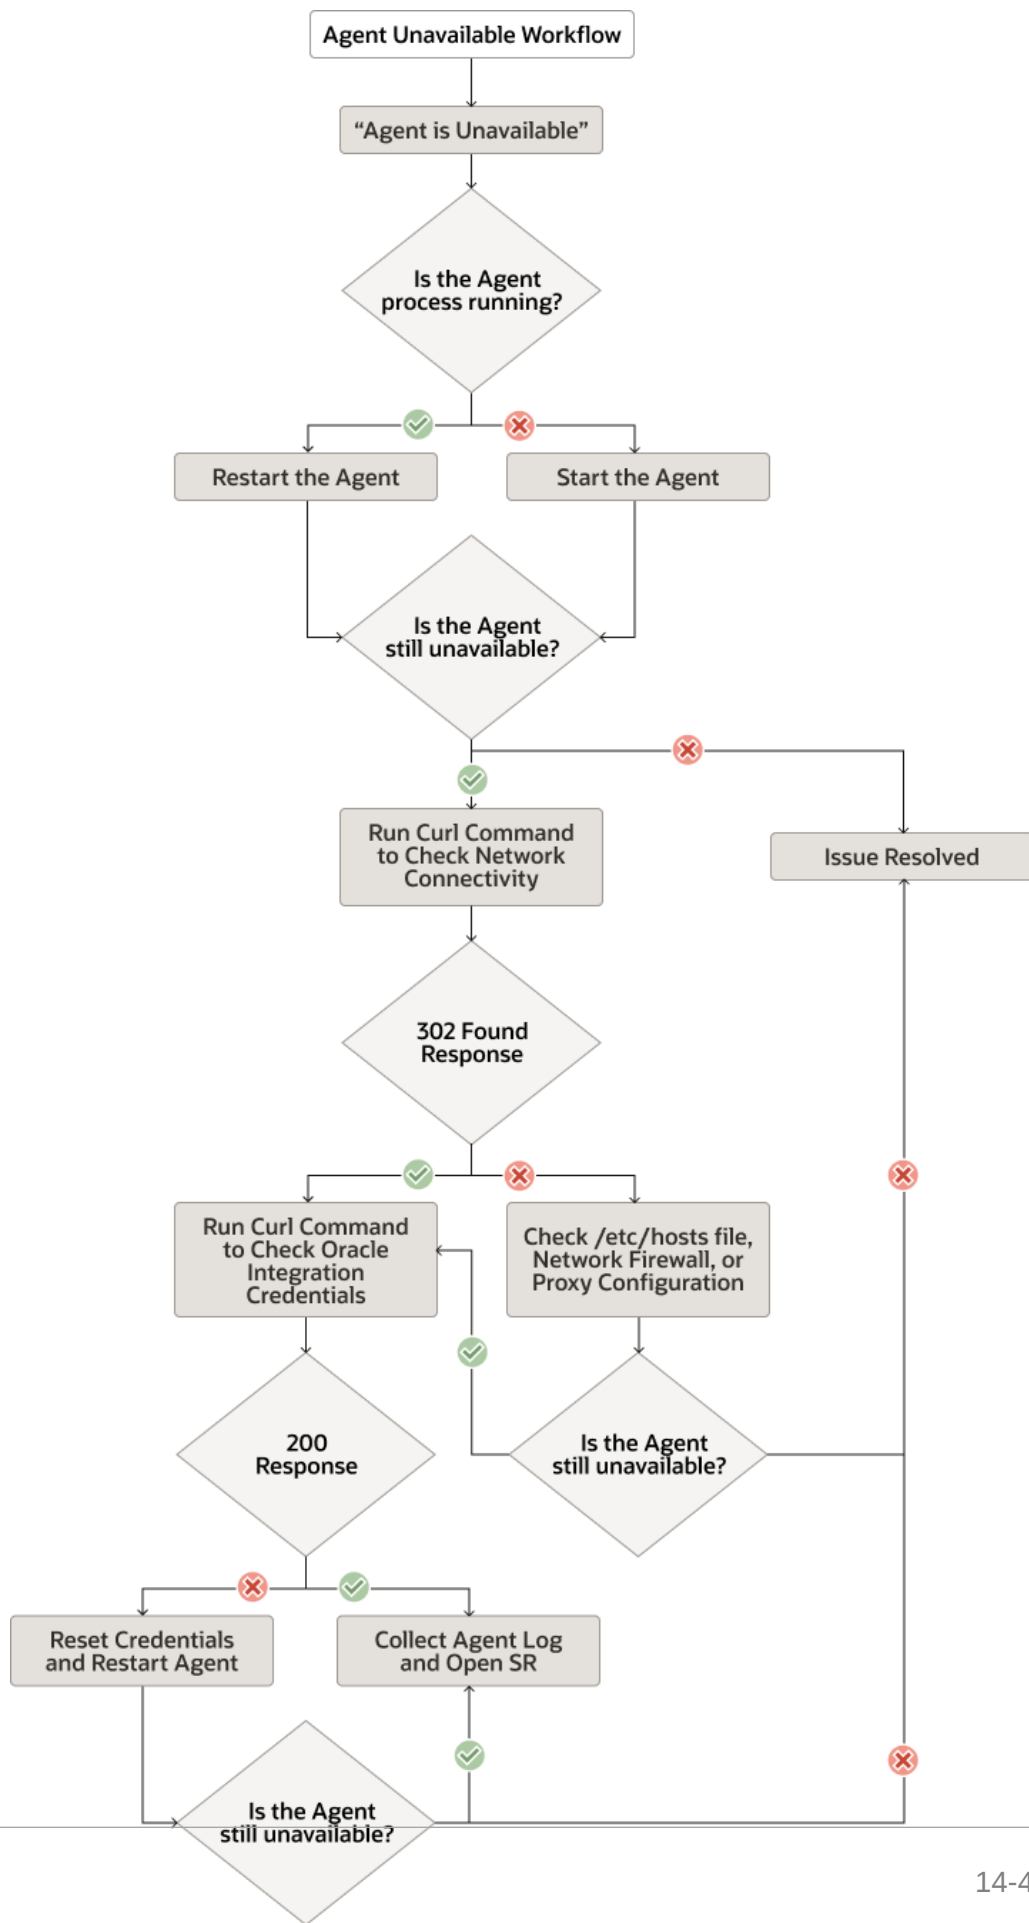 Agent Unavailable Workflow
“Agent is Unavailable”
Is the Agent
process running?
Restart the Agent
Start the Agent
Is the Agent
still unavailable?
Run Curl Command
to Check Network
Connectivity
Issue Resolved
302 Found
Response
Run Curl Command
to Check Oracle
Integration
Credentials
Check /etc/hosts file,
Network Firewall, or
Proxy Configuration
200
Response
Is the Agent
still unavailable?
Reset Credentials
and Restart Agent
Collect Agent Log
and Open SR
Is the Agent
still unavailable?
14-4